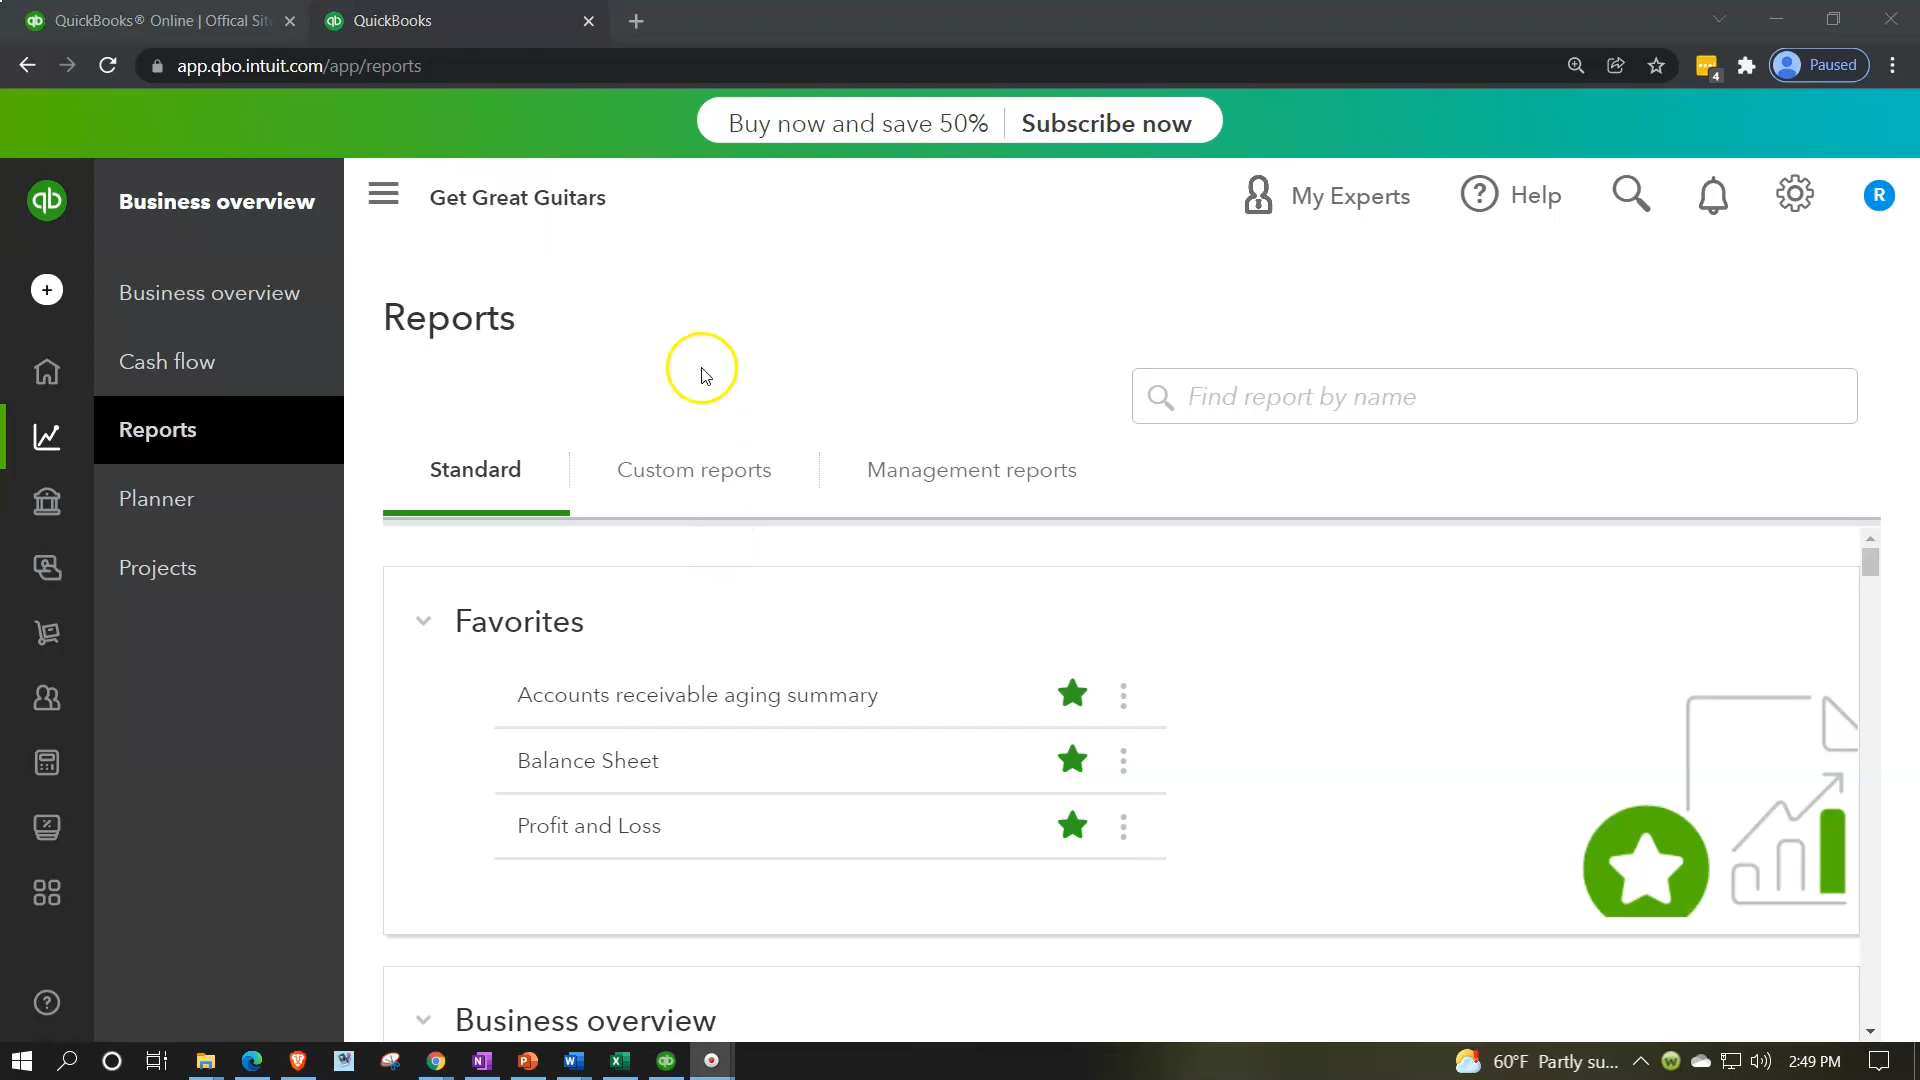 QuickBooks® Online | Offical Sit
QuickBooks
app.qbo.intuit.com/app/reports
4
Paused
Buy now and save 50%
Subscribe now
qb
Business overview
Get Great Guitars
My Experts
Help
R
Business overview
Cash flow
Reports
Planner
Projects
Reports
Find report by name
Standard
Custom reports
Management reports
Favorites
Accounts receivable aging summary
Balance Sheet
Profit and Loss
Business overview
60°F Partly su...
2:49 PM